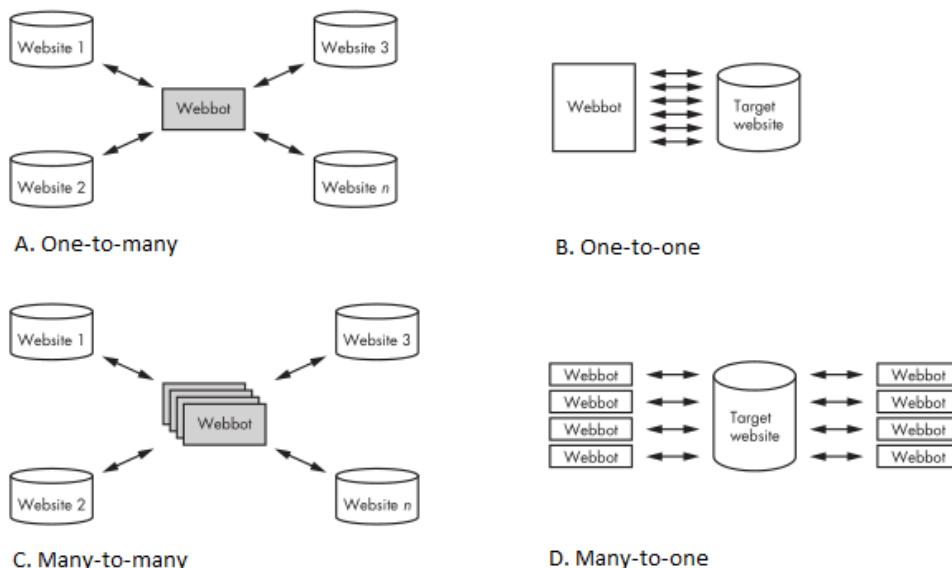 Website 1
Website 3
Webbot
Website 2
Website n
A. One-to-many
Webbot
Target
website
B. One-to-one
Website 1
Website 3
Webbot
Website 2
Website n
C. Many-to-many
Webbot
Webbot
Webbot
Webbot
Target
website
Webbot
Webbot
Webbot
Webbot
D. Many-to-one